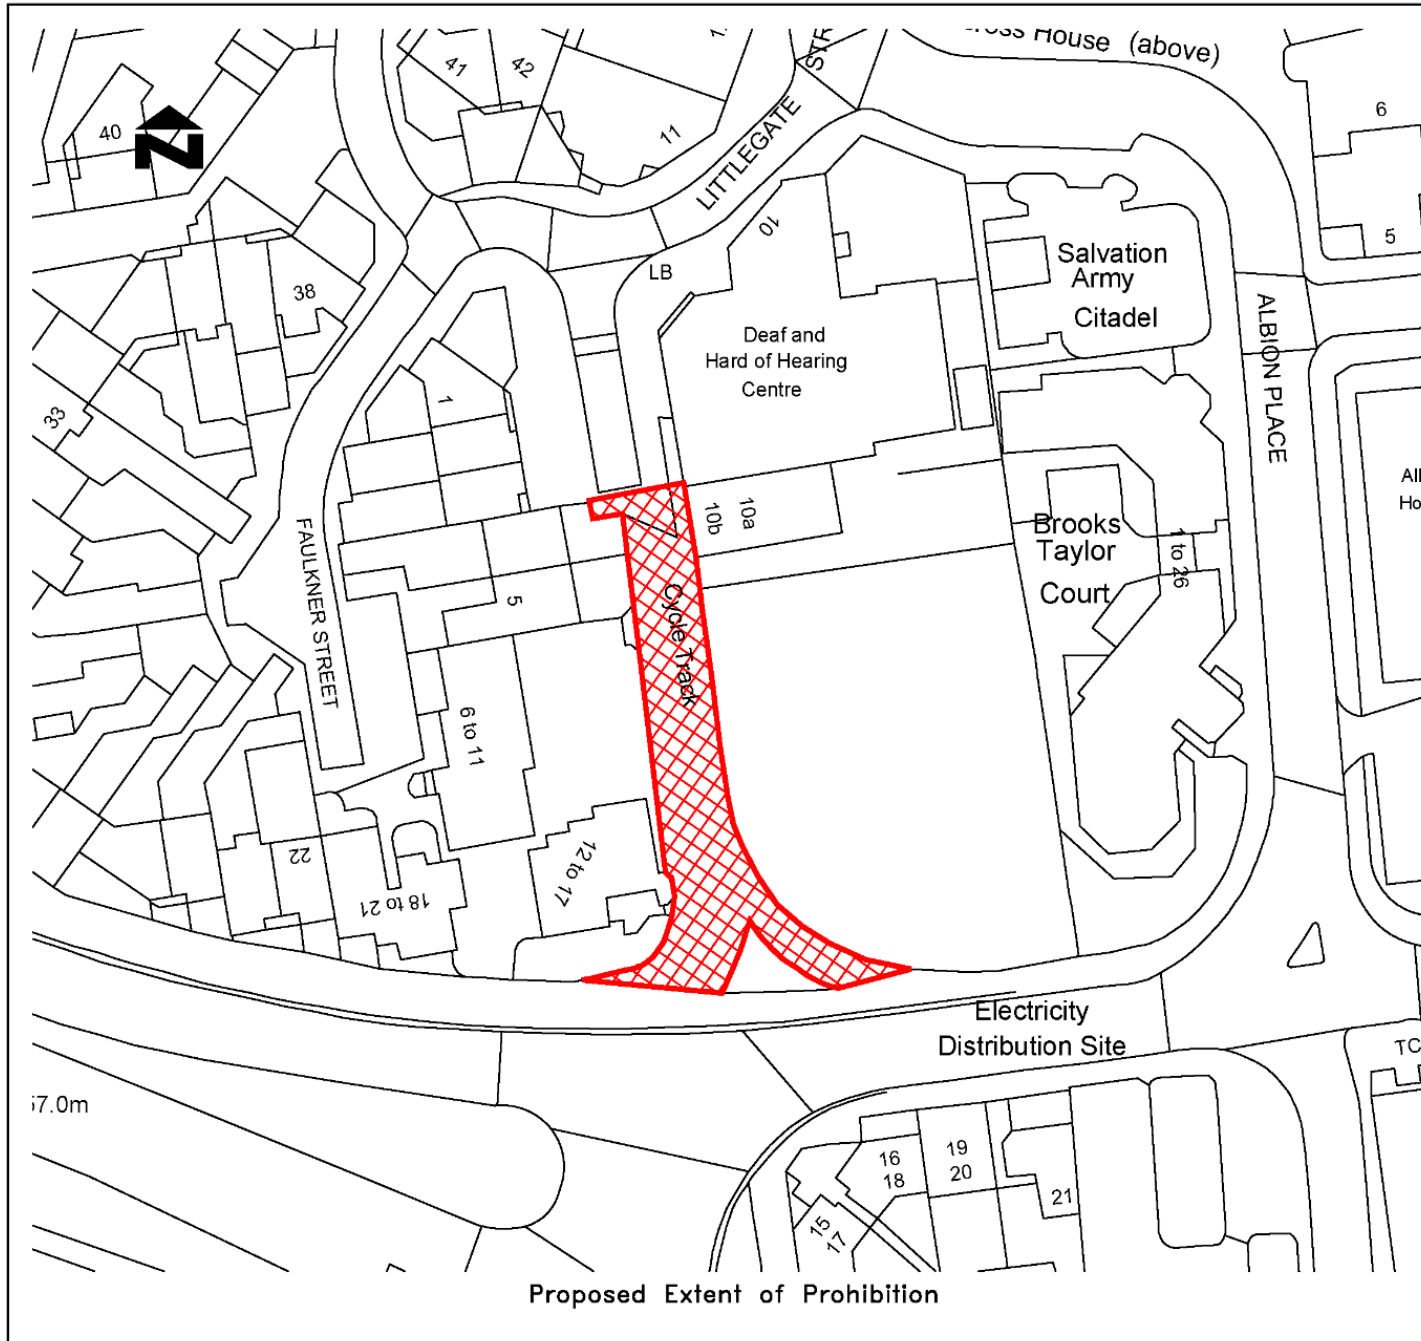 cross House (above)
41
42
11
40
N
STR
LITTLEGATE
6
5
10
LB
38
Salvation
Army
Citadel
Deaf and
Hard of Hearing
Centre
ALBION PLACE
1
33
10a
10b
Brooks
Taylor
Court
1 to 26
FAULKNER STREET
5
Cycle Track
6 to 11
12 to 17
22
18 to 21
Electricity
Distribution Site
TC
57.0m
16
18
19
20
21
15
17
Proposed Extent of Prohibition